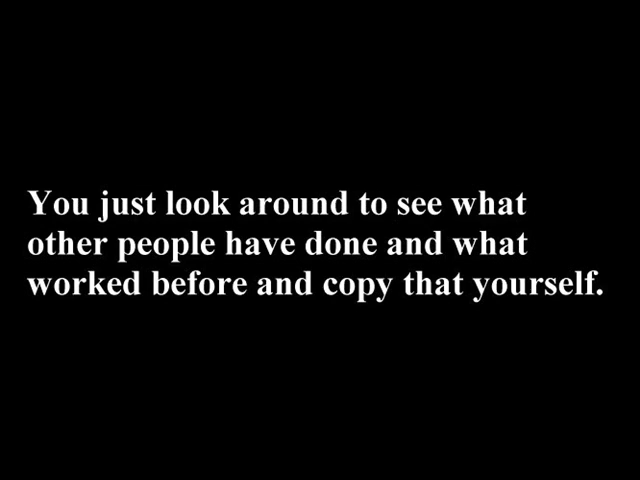 You just look around to see what
other people have done and what
worked before and copy that yourself.